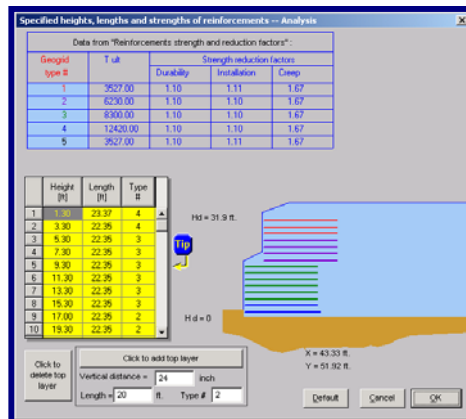 Specified heights, lengths and strengths of reinforcements -- Analysis
Data from "Reinforcements strength and reduction factors" :
Geogrid type # T ult Strength reduction factors
Durability Installation Creep
1 3527.00 1.10 1.11 1.67
2 6230.00 1.10 1.10 1.67
3 8300.00 1.10 1.10 1.67
4 12420.00 1.10 1.10 1.67
5 3527.00 1.10 1.11 1.67
Height [ft] Length [ft] Type #
1 1.30 23.37 4
2 3.30 22.35 4
3 5.30 22.35 3
4 7.30 22.35 3
5 9.30 22.35 3
6 11.30 22.35 3
7 13.30 22.35 3
8 15.30 22.35 3
9 17.00 22.35 2
10 19.30 22.35 2
Tip
Hd = 31.9 ft.
H d = 0
X = 43.33 ft.
Y = 51.92 ft.
Click to delete top layer
Click to add top layer
Vertical distance = 24 inch
Length = 20 ft. Type # 2
Default Cancel OK